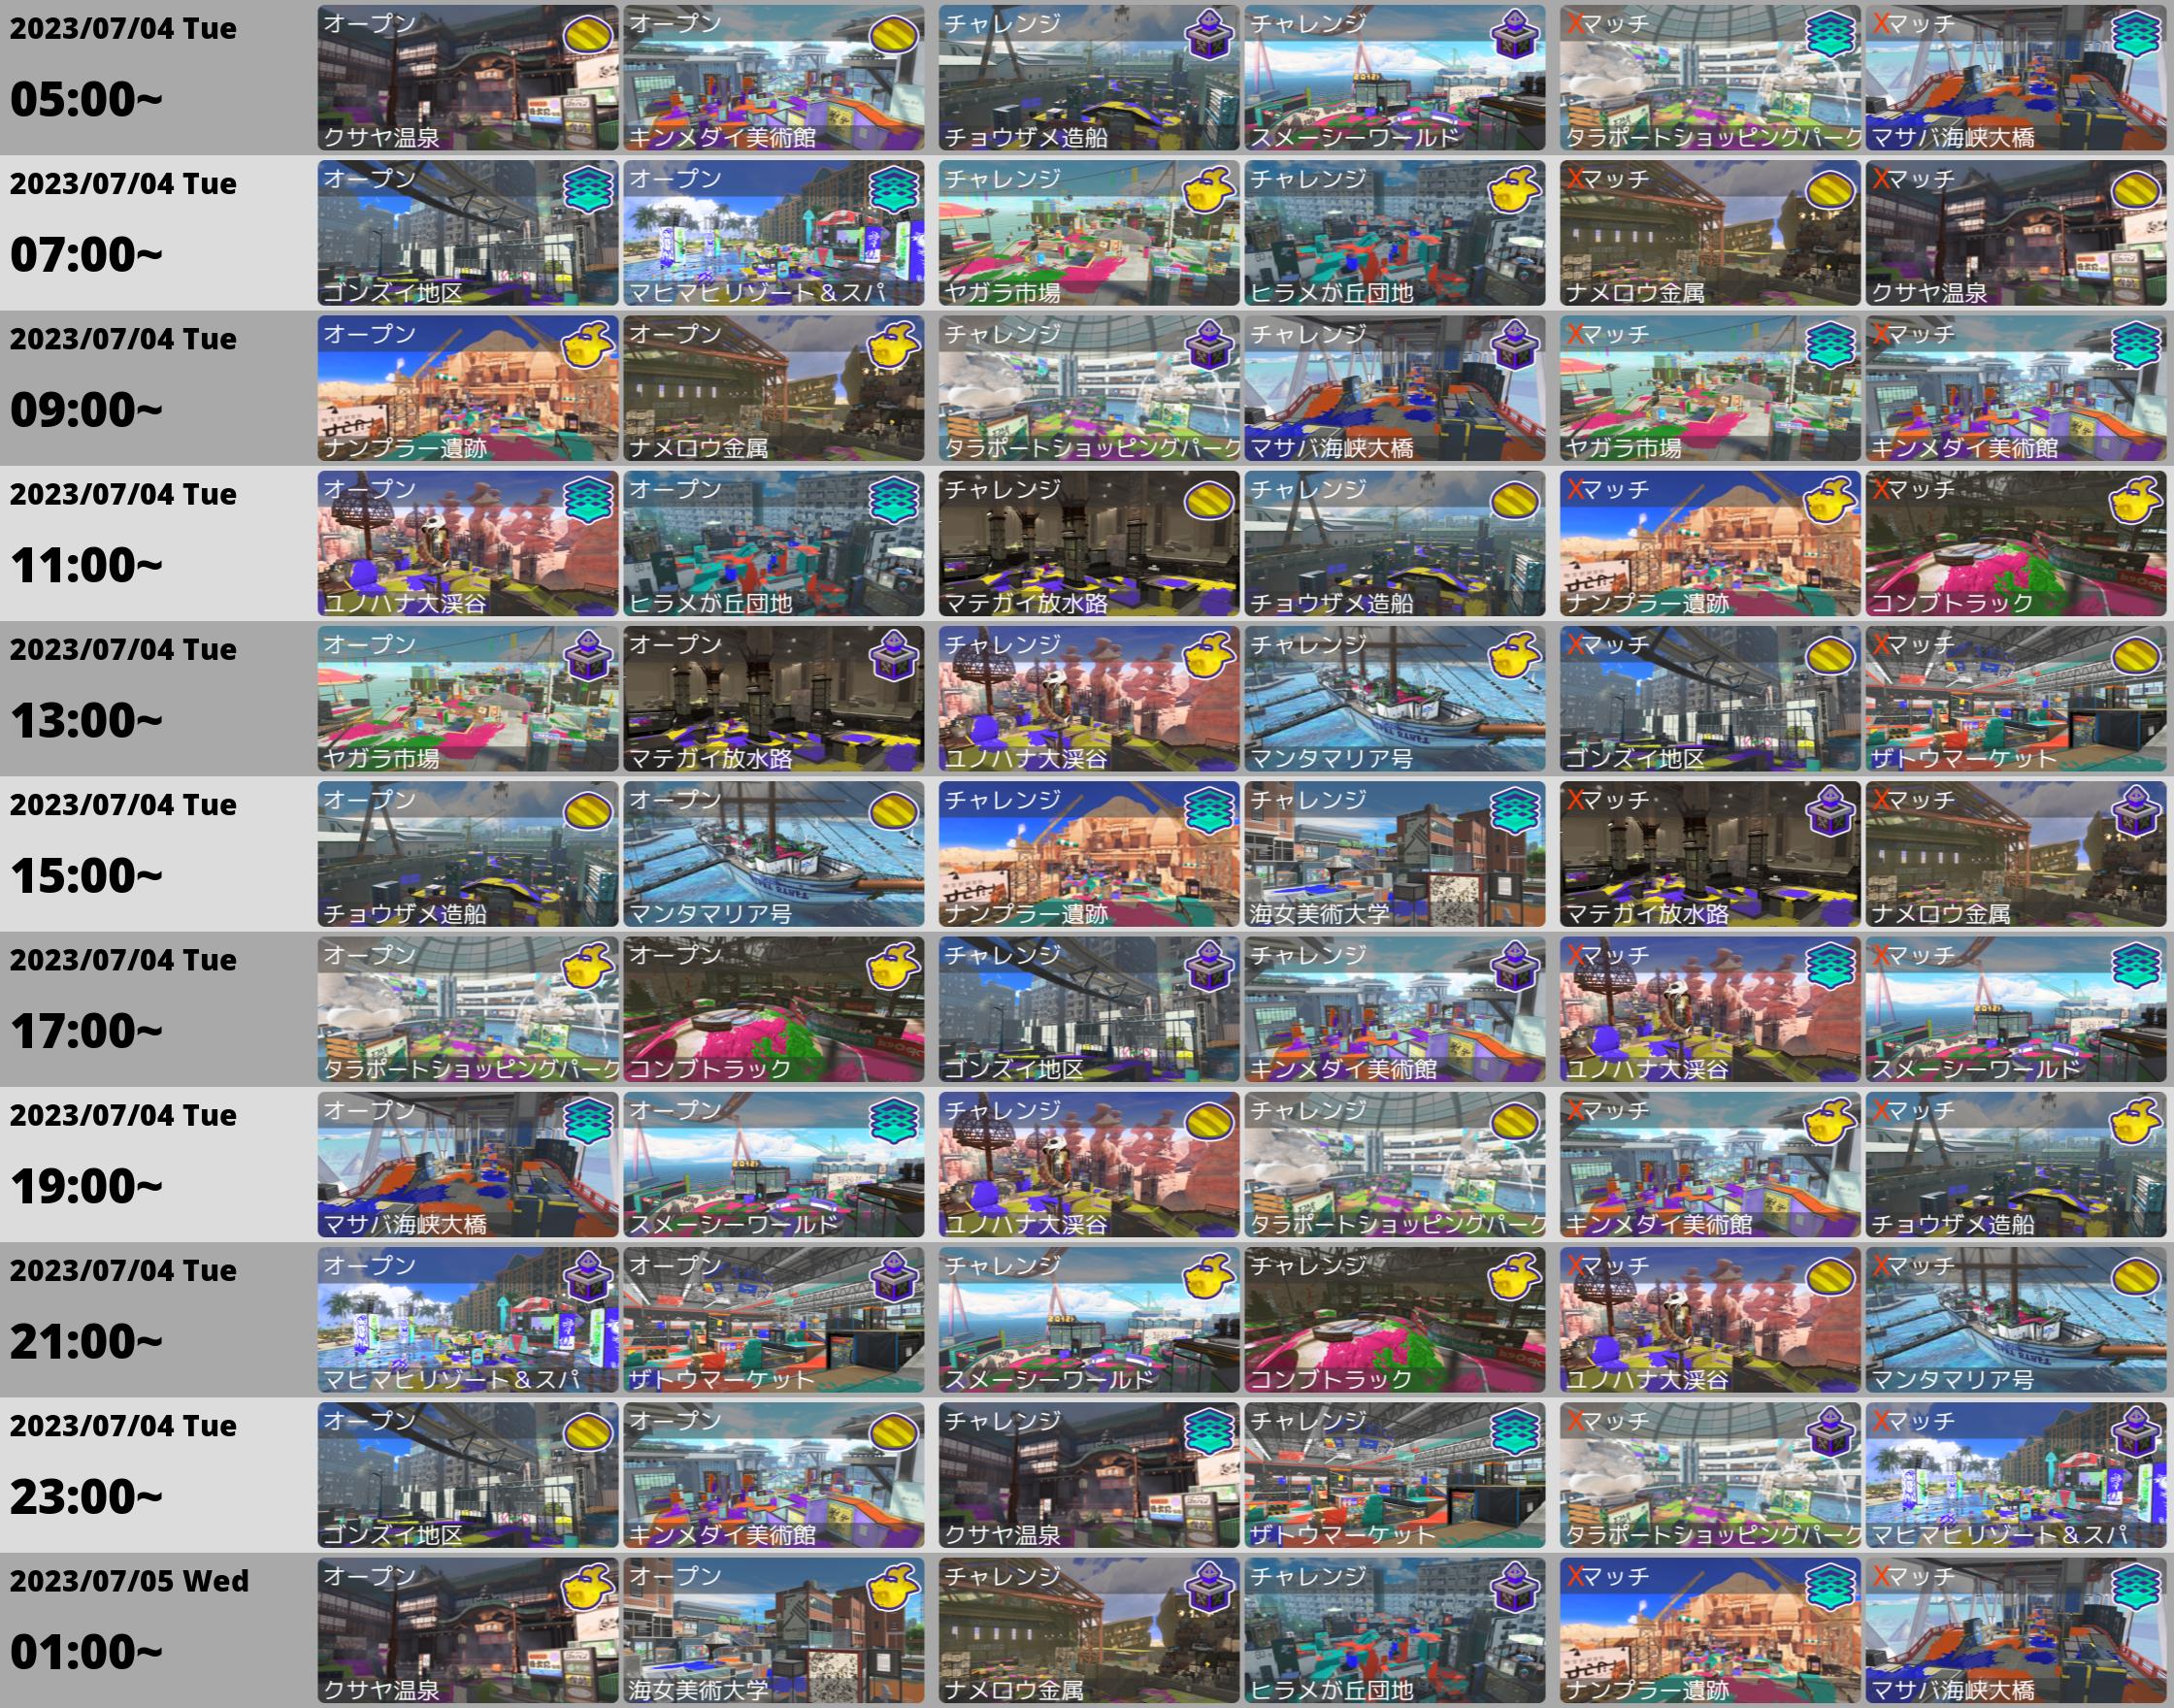 2023/07/04 Tue
05:00~
オープン オープン チャレンジ チャレンジ Xマッチ Xマッチ
クサヤ温泉 キンメダイ美術館 チョウザメ造船 スメーシーワールド タラポートショッピングパーク マサバ海峡大橋
2023/07/04 Tue
07:00~
オープン オープン チャレンジ チャレンジ Xマッチ Xマッチ
ゴンズイ地区 マヒマヒリゾート&スパ ヤガラ市場 ヒラメが丘団地 ナメロウ金属 クサヤ温泉
2023/07/04 Tue
09:00~
オープン オープン チャレンジ チャレンジ Xマッチ Xマッチ
ナンプラー遺跡 ナメロウ金属 タラポートショッピングパーク マサバ海峡大橋 ヤガラ市場 キンメダイ美術館
2023/07/04 Tue
11:00~
オープン オープン チャレンジ チャレンジ Xマッチ Xマッチ
ユノハナ大渓谷 ヒラメが丘団地 マテガイ放水路 チョウザメ造船 ナンプラー遺跡 コンブトラック
2023/07/04 Tue
13:00~
オープン オープン チャレンジ チャレンジ Xマッチ Xマッチ
ヤガラ市場 マテガイ放水路 ユノハナ大渓谷 マンタマリア号 ゴンズイ地区 ザトウマーケット
2023/07/04 Tue
15:00~
オープン オープン チャレンジ チャレンジ Xマッチ Xマッチ
チョウザメ造船 マンタマリア号 ナンプラー遺跡 海女美術大学 マテガイ放水路 ナメロウ金属
2023/07/04 Tue
17:00~
オープン オープン チャレンジ チャレンジ Xマッチ Xマッチ
タラポートショッピングパーク コンブトラック ゴンズイ地区 キンメダイ美術館 ユノハナ大渓谷 スメーシーワールド
2023/07/04 Tue
19:00~
オープン オープン チャレンジ チャレンジ Xマッチ Xマッチ
マサバ海峡大橋 スメーシーワールド ユノハナ大渓谷 タラポートショッピングパーク キンメダイ美術館 チョウザメ造船
2023/07/04 Tue
21:00~
オープン オープン チャレンジ チャレンジ Xマッチ Xマッチ
マヒマヒリゾート&スパ ザトウマーケット スメーシーワールド コンブトラック ユノハナ大渓谷 マンタマリア号
2023/07/04 Tue
23:00~
オープン オープン チャレンジ チャレンジ Xマッチ Xマッチ
ゴンズイ地区 キンメダイ美術館 クサヤ温泉 ザトウマーケット タラポートショッピングパーク マヒマヒリゾート&スパ
2023/07/05 Wed
01:00~
オープン オープン チャレンジ チャレンジ Xマッチ Xマッチ
クサヤ温泉 海女美術大学 ナメロウ金属 ヒラメが丘団地 ナンプラー遺跡 マサバ海峡大橋